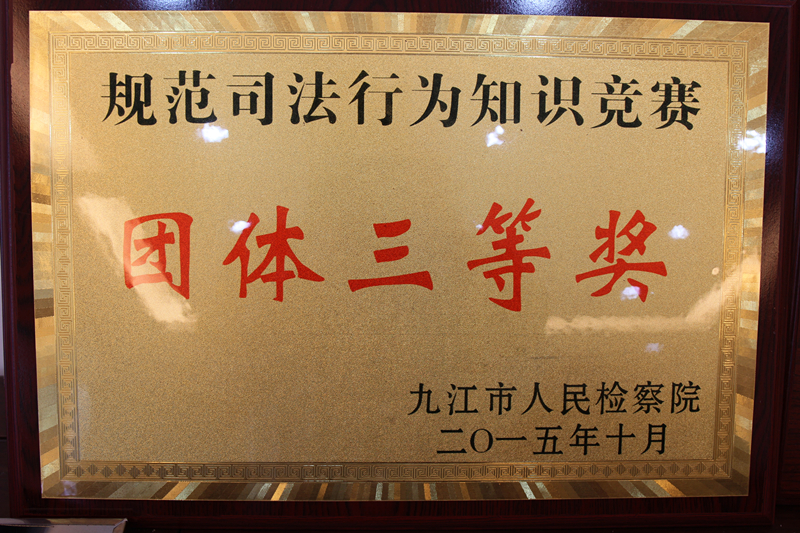 规范司法行为知识竞赛
团体三等奖
九江市人民检察院
二〇一五年十月